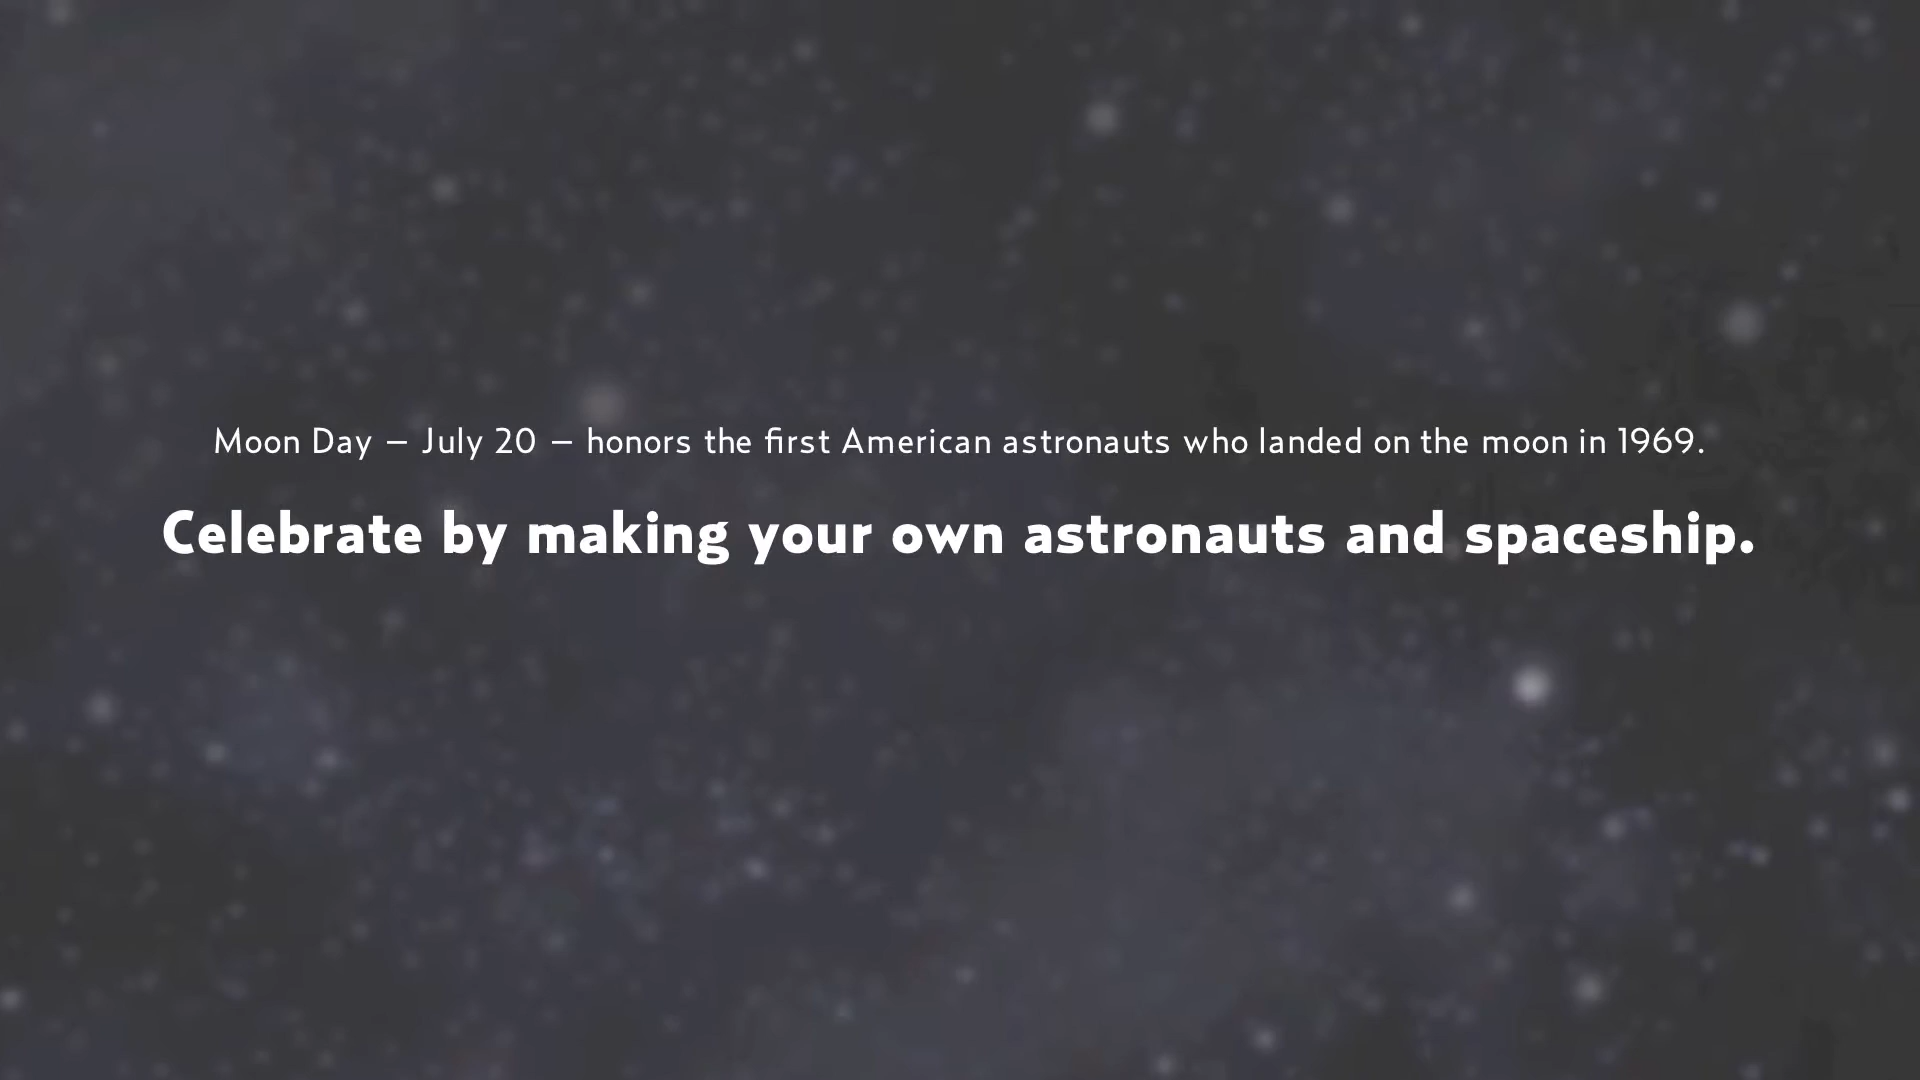 Moon Day – July 20 – honors the first American astronauts who landed on the moon in 1969.
Celebrate by making your own astronauts and spaceship.